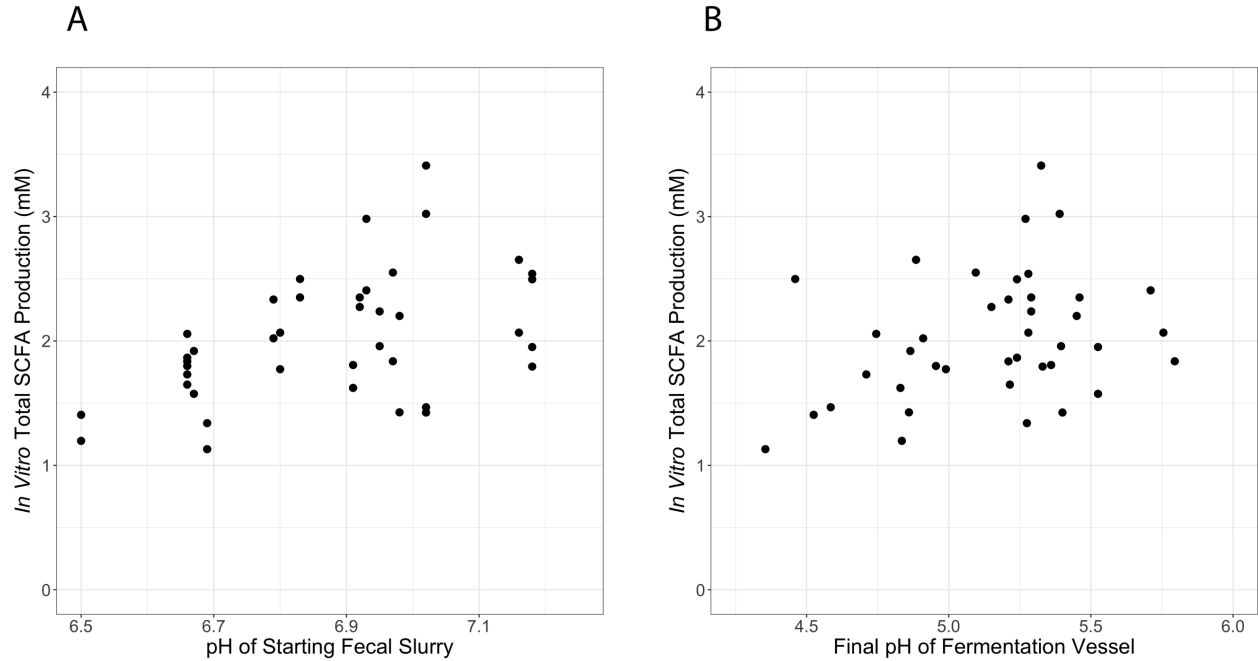 A
B
4
3
2
1
0
In Vitro Total SCFA Production (mM)
6.5 6.7 6.9 7.1
pH of Starting Fecal Slurry
4
3
2
1
0
In Vitro Total SCFA Production (mM)
4.5 5.0 5.5 6.0
Final pH of Fermentation Vessel